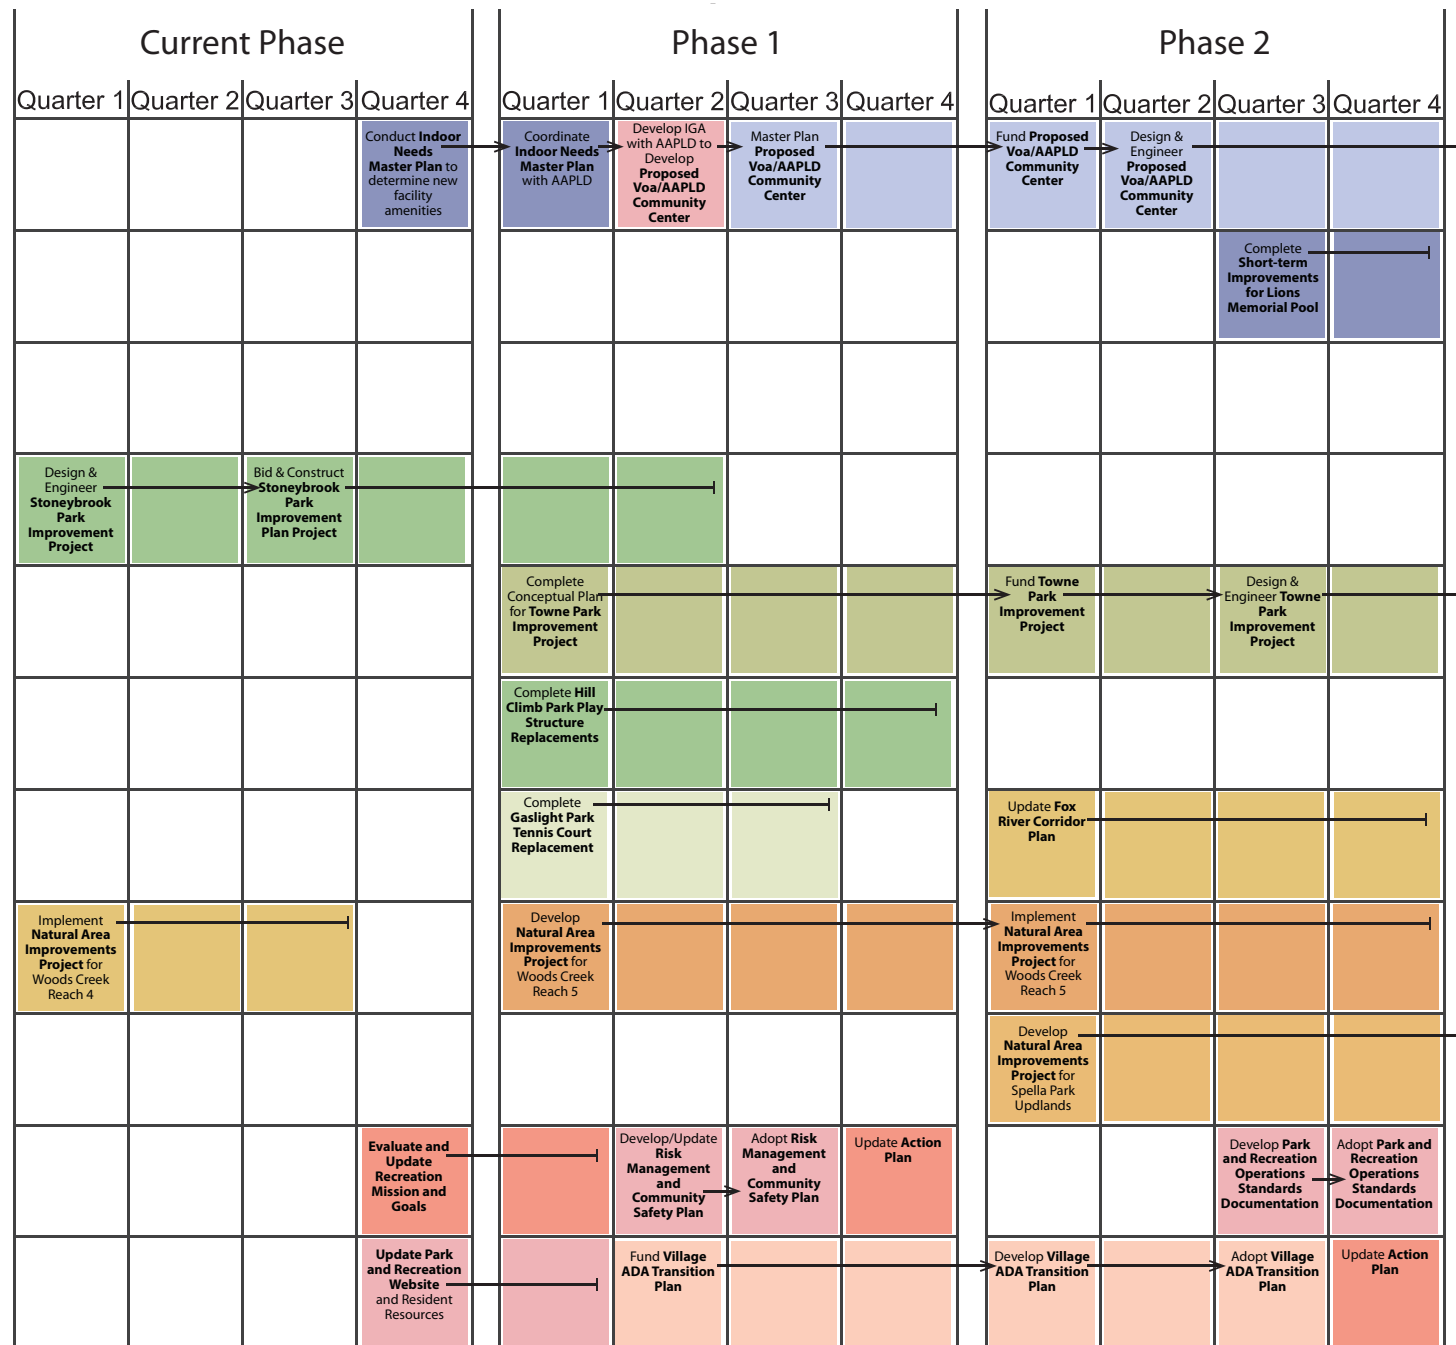 Current Phase
Phase 1
Phase 2
Quarter 1
Quarter 2
Quarter 3
Quarter 4
Quarter 1
Quarter 2
Quarter 3
Quarter 4
Quarter 1
Quarter 2
Quarter 3
Quarter 4
Conduct Indoor
Needs
Master Plan to
determine new
facility
amenities
Coordinate
Indoor Needs
Master Plan
with AAPLD
Develop IGA
with AAPLD to
Develop
Proposed
Voa/AAPLD
Community
Center
Master Plan
Proposed
Voa/AAPLD
Community
Center
Fund Proposed
Voa/AAPLD
Community
Center
Design &
Engineer
Proposed
Voa/AAPLD
Community
Center
Complete
Short-term
Improvements
for Lions
Memorial Pool
Design &
Engineer
Stoneybrook
Park
Improvement
Project
Bid & Construct
Stoneybrook
Park
Improvement
Plan Project
Complete
Conceptual Plan
for Towne Park
Improvement
Project
Fund Towne
Park
Improvement
Project
Design &
Engineer Towne
Park
Improvement
Project
Complete Hill
Climb Park Play
Structure
Replacements
Complete
Gaslight Park
Tennis Court
Replacement
Update Fox
River Corridor
Plan
Implement
Natural Area
Improvements
Project for
Woods Creek
Reach 4
Develop
Natural Area
Improvements
Project for
Woods Creek
Reach 5
Implement
Natural Area
Improvements
Project for
Woods Creek
Reach 5
Develop
Natural Area
Improvements
Project for
Spella Park
Updlands
Evaluate and
Update
Recreation
Mission and
Goals
Develop/Update
Risk
Management
and
Community
Safety Plan
Adopt Risk
Management
and
Community
Safety Plan
Update Action
Plan
Develop Park
and Recreation
Operations
Standards
Documentation
Adopt Park and
Recreation
Operations
Standards
Documentation
Update Park
and Recreation
Website
and Resident
Resources
Fund Village
ADA Transition
Plan
Develop Village
ADA Transition
Plan
Adopt Village
ADA Transition
Plan
Update Action
Plan